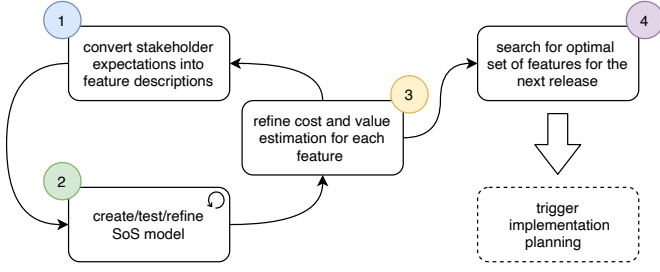 1
convert stakeholder
expectations into
feature descriptions
2
create/test/refine
SoS model
3
refine cost and value
estimation for each
feature
4
search for optimal
set of features for the
next release
trigger
implementation
planning